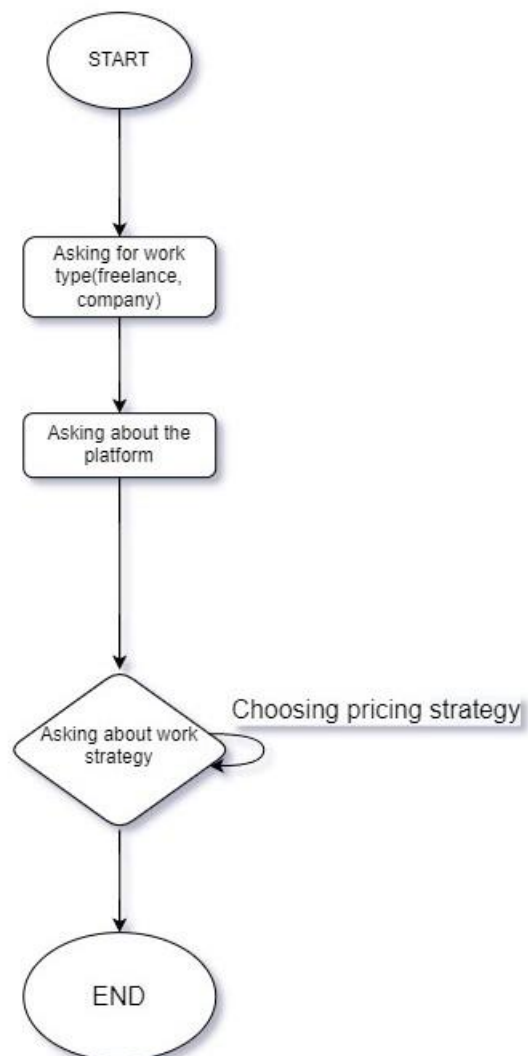 START
Asking for work
type(freelance,
company)
Asking about the
platform
Choosing pricing strategy
Asking about work
strategy
END